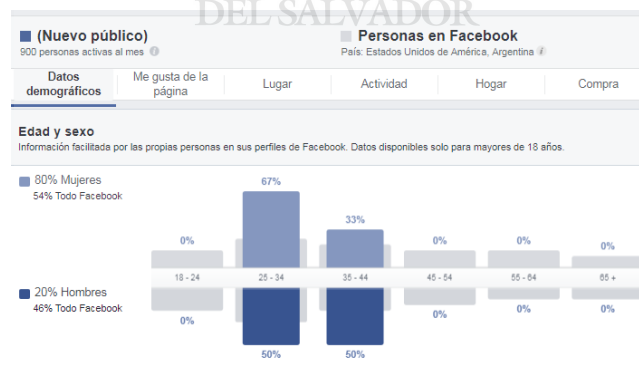 DEL SALVADOR
(Nuevo público)
900 personas activas al mes
Personas en Facebook
País: Estados Unidos de América, Argentina
Datos demográficos
Me gusta de la página
Lugar
Actividad
Hogar
Compra
Edad y sexo
Información facilitada por las propias personas en sus perfiles de Facebook. Datos disponibles solo para mayores de 18 años.
80% Mujeres
54% Todo Facebook
0%
67%
33%
0%
0%
0%
18 - 24
25 - 34
35 - 44
45 - 54
55 - 64
65 +
20% Hombres
46% Todo Facebook
0%
50%
50%
0%
0%
0%